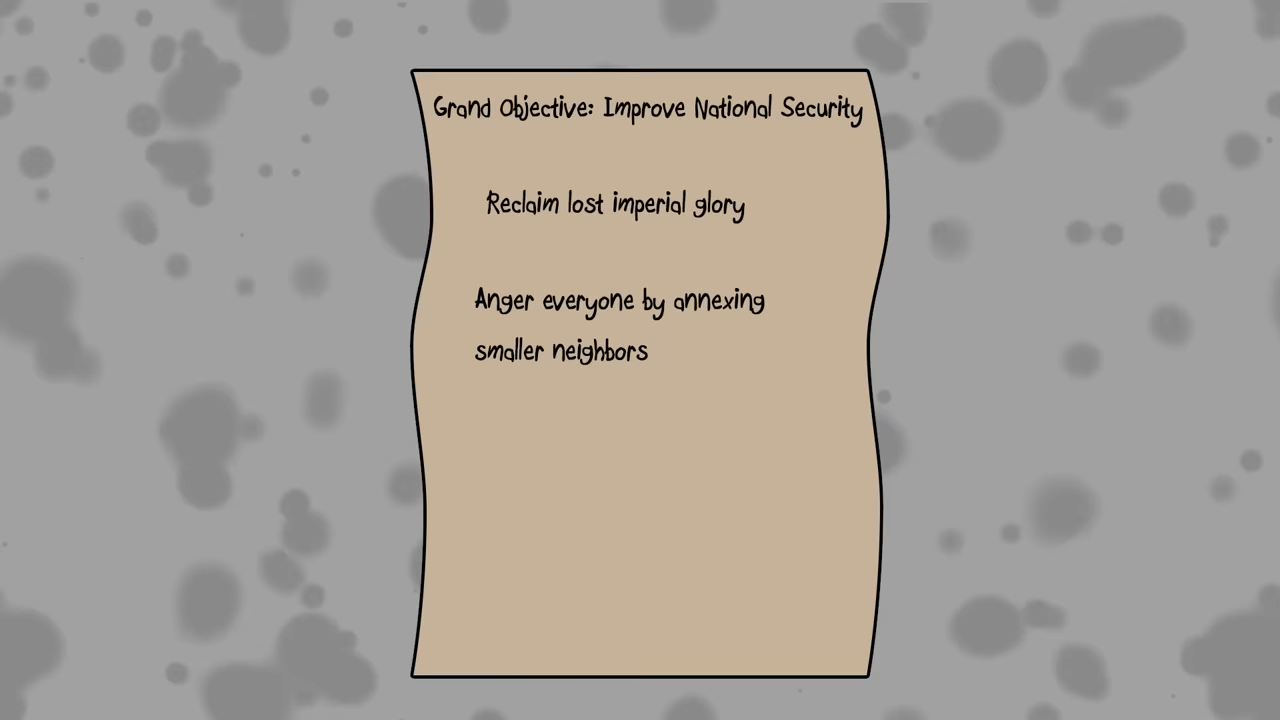 Grand Objective: Improve National Security
Reclaim lost imperial glory
Anger everyone by annexing
smaller neighbors